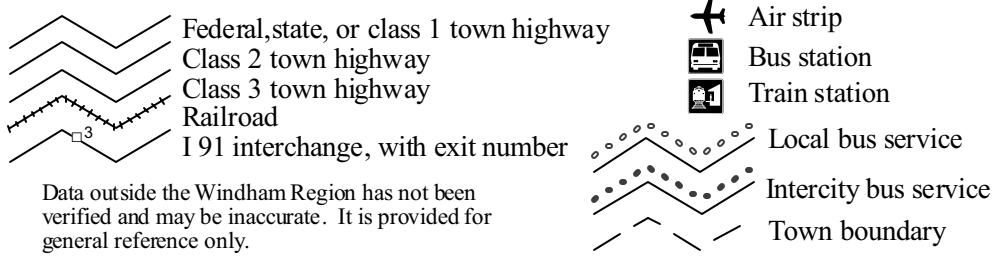 Federal,state, or class 1 town highway
Class 2 town highway
Class 3 town highway
Railroad
3
I 91 interchange, with exit number
Data outside the Windham Region has not been
verified and may be inaccurate. It is provided for
general reference only.
Air strip
Bus station
Train station
Local bus service
Intercity bus service
Town boundary